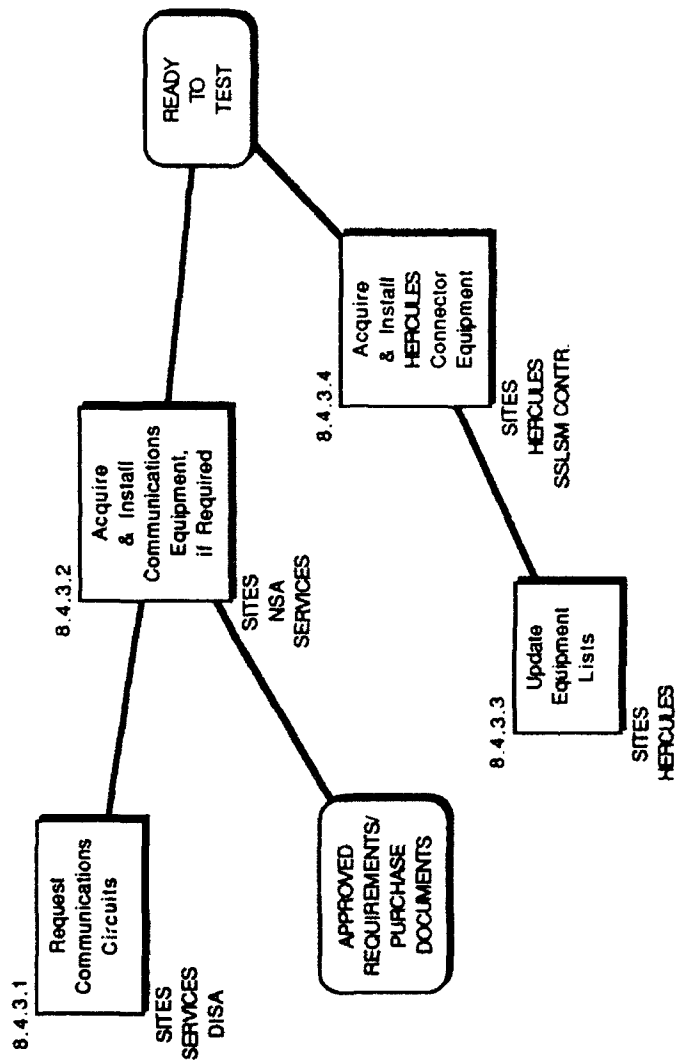 8.4.3.1
Request
Communications
Circuits
SITES
SERVICES
DISA
APPROVED
REQUIREMENTS/
PURCHASE
DOCUMENTS
8.4.3.2
Acquire
& Install
Communications
Equipment,
if Required
SITES
NSA
SERVICES
8.4.3.3
Update
Equipment
Lists
SITES
HERCULES
8.4.3.4
Acquire
& Install
HERCULES
Connector
Equipment
SITES
HERCULES
SSLSM CONTR.
READY
TO
TEST